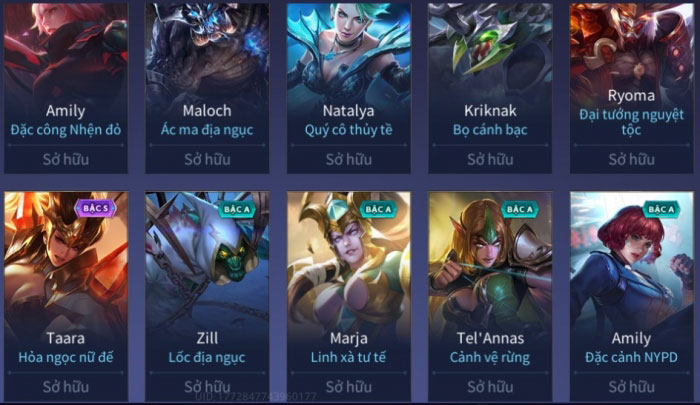 Amily
Đặc công Nhện đỏ
Sở hữu
Maloch
Ác ma địa ngục
Sở hữu
Natalya
Quý cô thủy tề
Sở hữu
Kriknak
Bọ cánh bạc
Sở hữu
Ryoma
Đại tướng nguyệt
tộc
Sở hữu
BẬC S
Taara
Hỏa ngọc nữ đế
Sở hữu
BẬC A
Zill
Lốc địa ngục
Sở hữu
BẬC A
Marja
Linh xà tư tế
Sở hữu
BẬC A
Tel'Annas
Cảnh vệ rừng
Sở hữu
BẬC A
Amily
Đặc cảnh NYPD
Sở hữu
UID: 1772847743960177